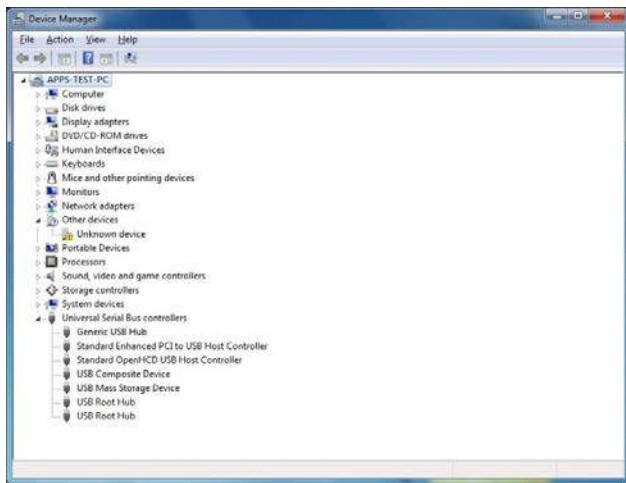 Device Manager
File Action View Help
APPS-TEST-PC
Computer
Disk drives
Display adapters
DVD/CD-ROM drives
Human Interface Devices
Keyboards
Mice and other pointing devices
Monitors
Network adapters
Other devices
Unknown device
Portable Devices
Processors
Sound, video and game controllers
Storage controllers
System devices
Universal Serial Bus controllers
Generic USB Hub
Standard Enhanced PCI to USB Host Controller
Standard OpenHCD USB Host Controller
USB Composite Device
USB Mass Storage Device
USB Root Hub
USB Root Hub